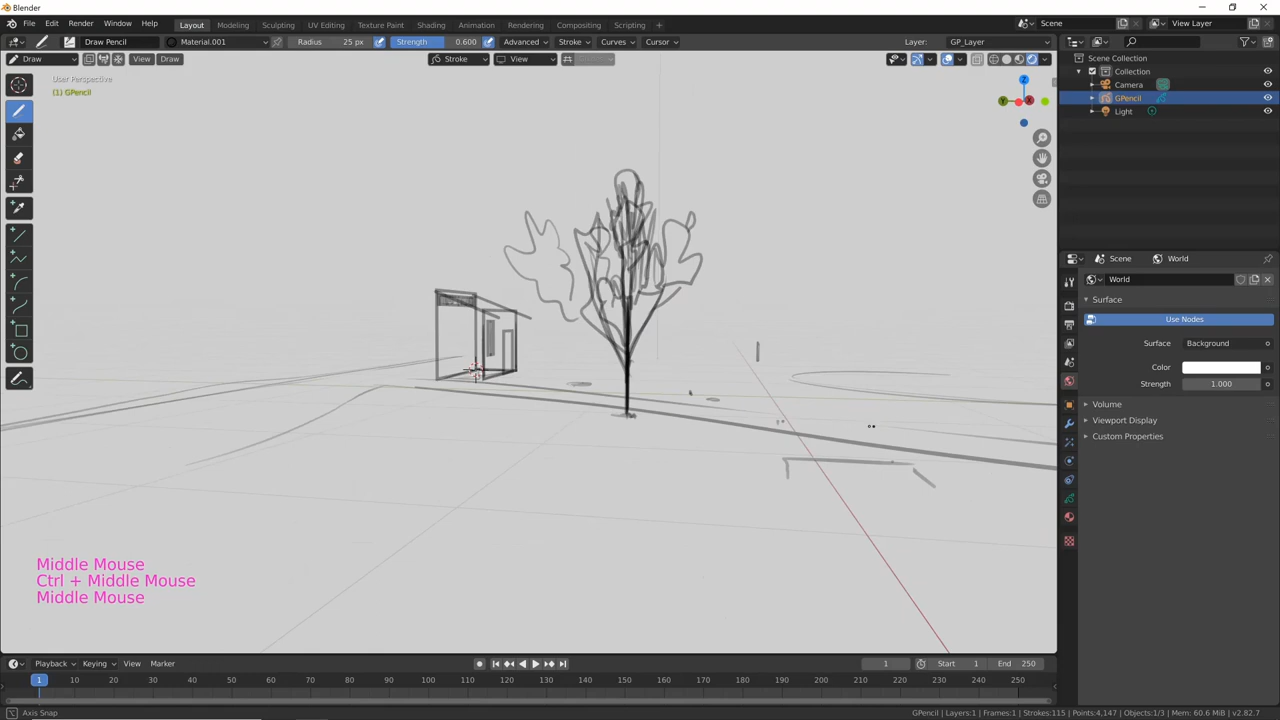 Blender
File Edit Render Window Help Layout Modeling Sculpting UV Editing Texture Paint Shading Animation Rendering Compositing Scripting + Scene View Layer
Draw Pencil Material.001 Radius 25 px Strength 0.600 Advanced Stroke Curves Cursor Layer: GP_Layer
Draw View Draw Stroke View
User Perspective
(1) GPencil
Scene Collection
Collection
Camera
GPencil
Light
Scene World
World
Surface
Use Nodes
Surface Background
Color
Strength 1.000
Volume
Viewport Display
Custom Properties
Z
Y X
Middle Mouse
Ctrl + Middle Mouse
Middle Mouse
Playback Keying View Marker 1 Start 1 End 250
1 10 20 30 40 50 60 70 80 90 100 110 120 130 140 150 160 170 180 190 200 210 220 230 240 250
Axis Snap GPencil | Layers:1 | Frames:1 | Strokes:115 | Points:4,147 | Objects:1/3 | Mem: 60.6 MiB | v2.82.7